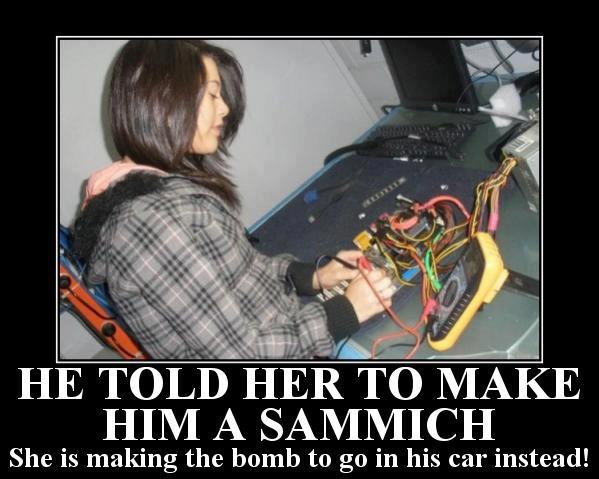 HE TOLD HER TO MAKE
HIM A SAMMICH
She is making the bomb to go in his car instead!